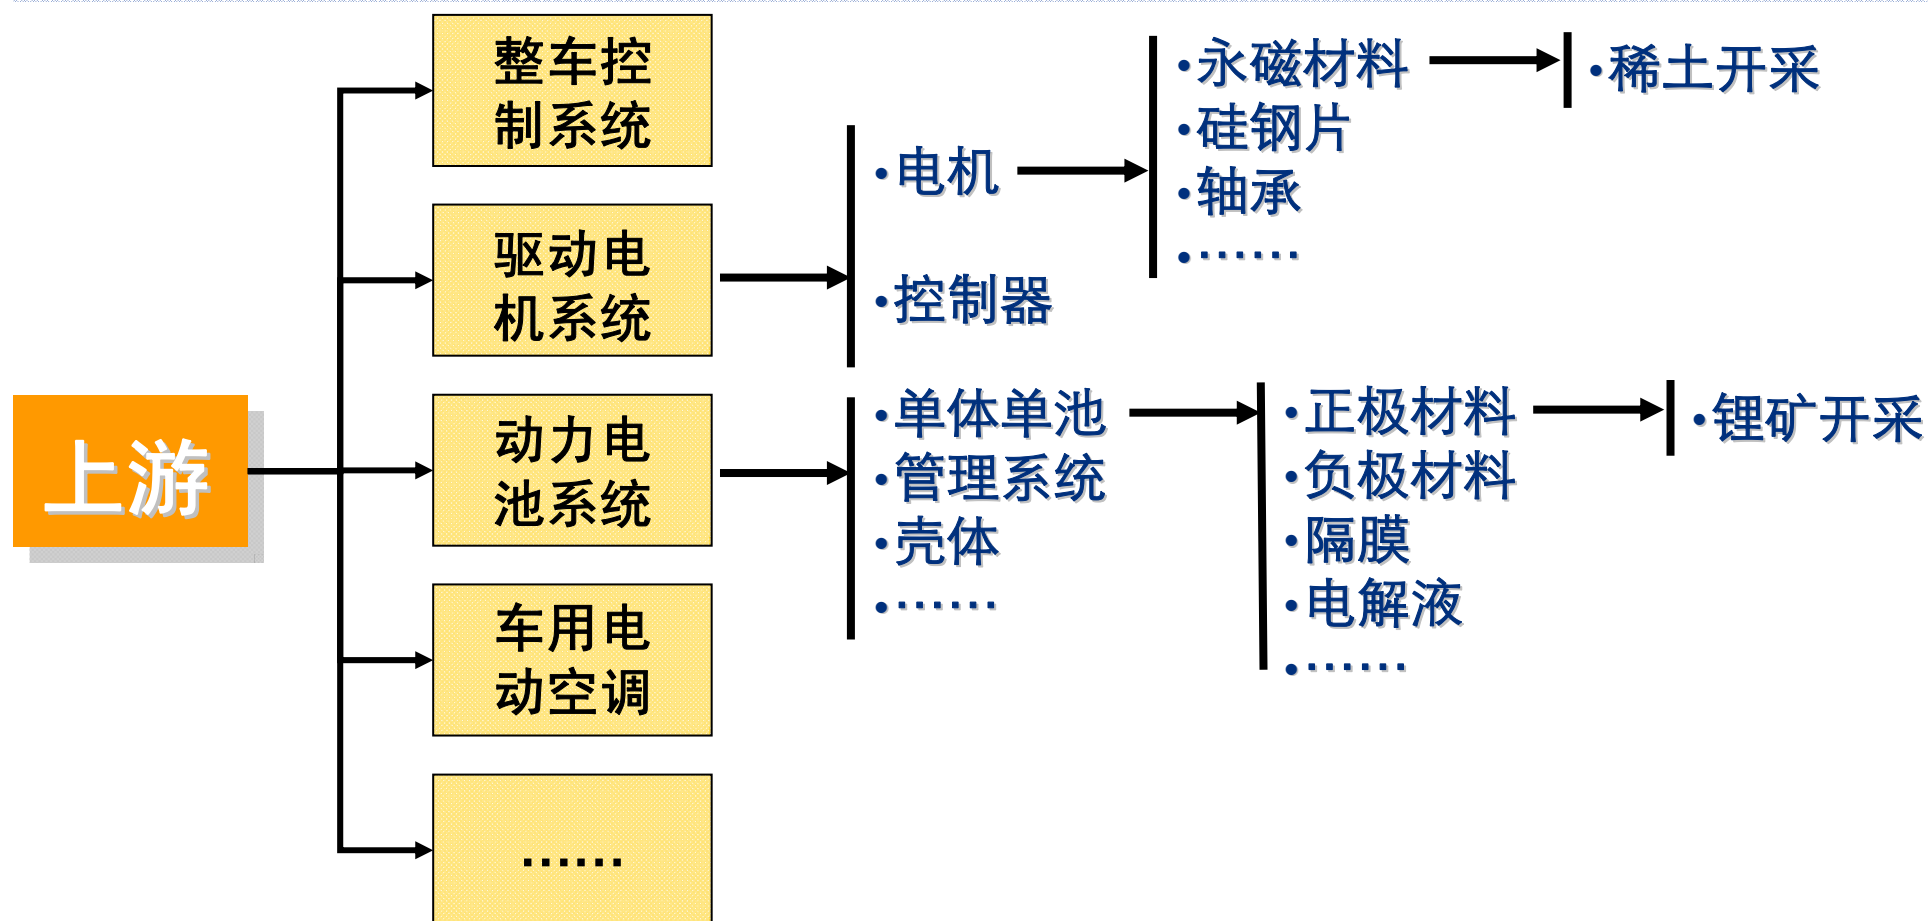 上游
整车控
制系统
驱动电
机系统
动力电
池系统
车用电
动空调
……
•电机
•控制器
•永磁材料
•硅钢片
•轴承
•……
•稀土开采
•单体单池
•管理系统
•壳体
•……
•正极材料
•负极材料
•隔膜
•电解液
•……
•锂矿开采